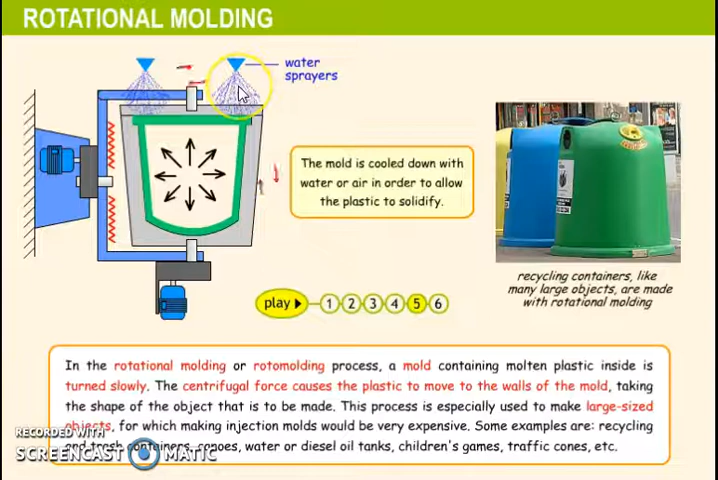 ROTATIONAL MOLDING
water
sprayers
The mold is cooled down with
water or air in order to allow
the plastic to solidify.
recycling containers, like
many large objects, are made
with rotational molding
play 1 2 3 4 5 6
In the rotational molding or rotomolding process, a mold containing molten plastic inside is
turned slowly. The centrifugal force causes the plastic to move to the walls of the mold, taking
the shape of the object that is to be made. This process is especially used to make large-sized
objects, for which making injection molds would be very expensive. Some examples are: recycling
and trash containers, canoes, water or diesel oil tanks, children's games, traffic cones, etc.
RECORDED WITH
SCREENCAST MATIC